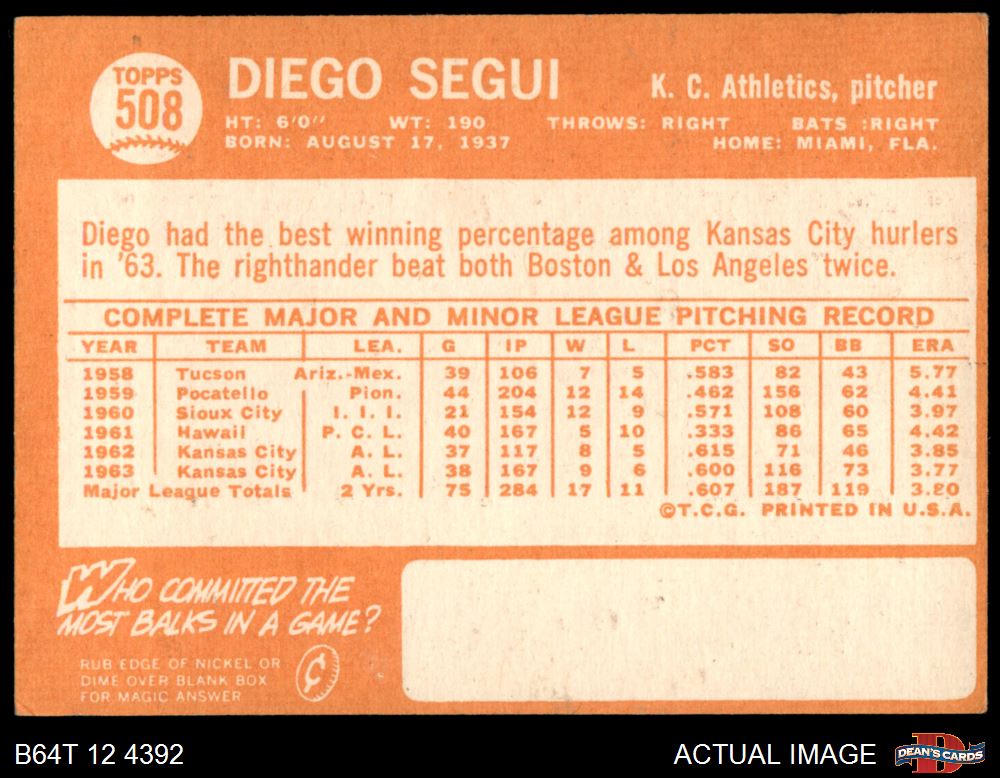 TOPPS
508
DIEGO SEGUI
K. C. Athletics, pitcher
HT: 6'0" WT: 190 THROWS: RIGHT BATS :RIGHT
BORN: AUGUST 17, 1937 HOME: MIAMI, FLA.
Diego had the best winning percentage among Kansas City hurlers
in '63. The righthander beat both Boston & Los Angeles twice.
COMPLETE MAJOR AND MINOR LEAGUE PITCHING RECORD
YEAR TEAM LEA. G IP W L PCT SO BB ERA
1958 Tucson Ariz.-Mex. 39 106 7 5 .583 82 43 5.77
1959 Pocatello Pion. 44 204 12 14 .462 156 62 4.41
1960 Sioux City I. I. I. 21 154 12 9 .571 108 60 3.97
1961 Hawaii P. C. L. 40 167 5 10 .333 86 65 4.42
1962 Kansas City A. L. 37 117 8 5 .615 71 46 3.85
1963 Kansas City A. L. 38 167 9 6 .600 116 73 3.77
Major League Totals 2 Yrs. 75 284 17 11 .607 187 119 3.80
©T.C.G. PRINTED IN U.S.A.
WHO COMMITTED THE
MOST BALKS IN A GAME?
RUB EDGE OF NICKEL OR
DIME OVER BLANK BOX
FOR MAGIC ANSWER
¢
B64T 12 4392
ACTUAL IMAGE
DEAN'S CARDS